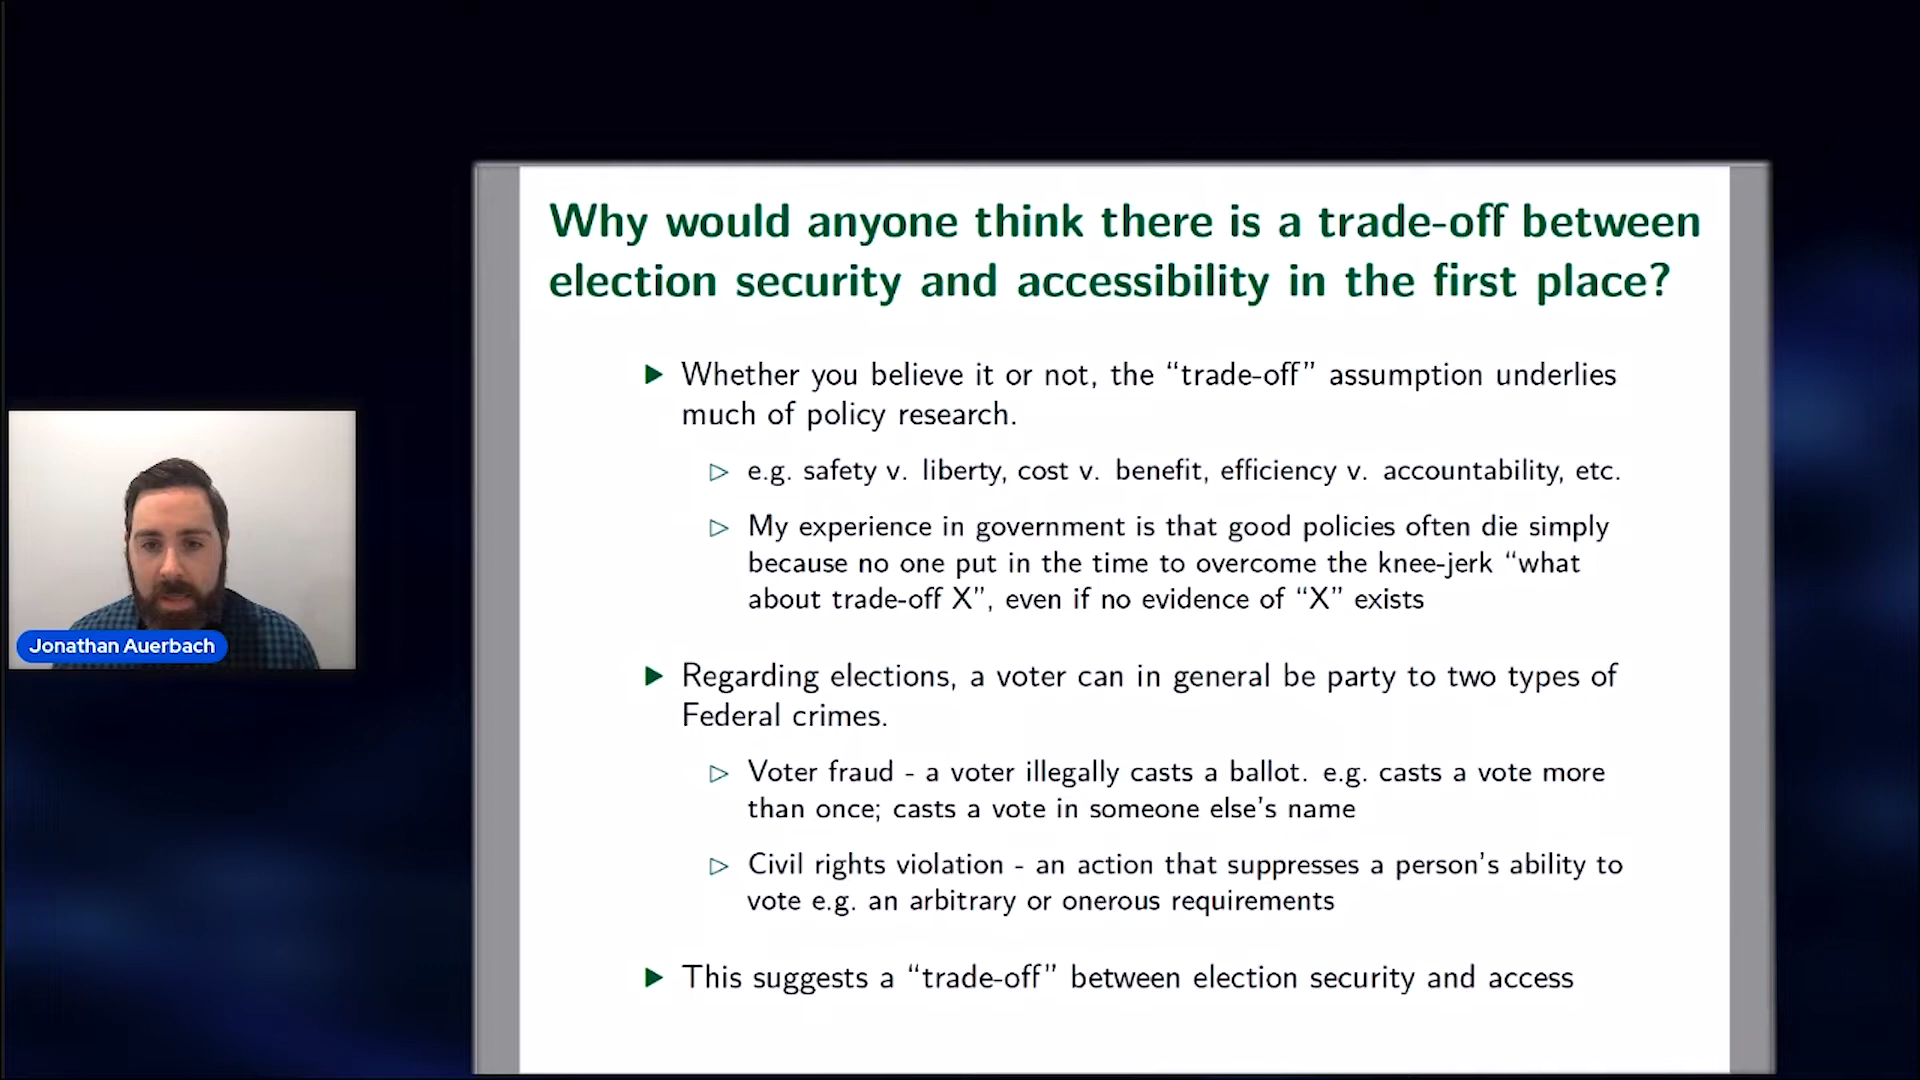 Why would anyone think there is a trade-off between
election security and accessibility in the first place?
Whether you believe it or not, the “trade-off” assumption underlies
much of policy research.
e.g. safety v. liberty, cost v. benefit, efficiency v. accountability, etc.
My experience in government is that good policies often die simply
because no one put in the time to overcome the knee-jerk “what
about trade-off X”, even if no evidence of “X” exists
Regarding elections, a voter can in general be party to two types of
Federal crimes.
Voter fraud - a voter illegally casts a ballot. e.g. casts a vote more
than once; casts a vote in someone else’s name
Civil rights violation - an action that suppresses a person’s ability to
vote e.g. an arbitrary or onerous requirements
This suggests a “trade-off” between election security and access
Jonathan Auerbach